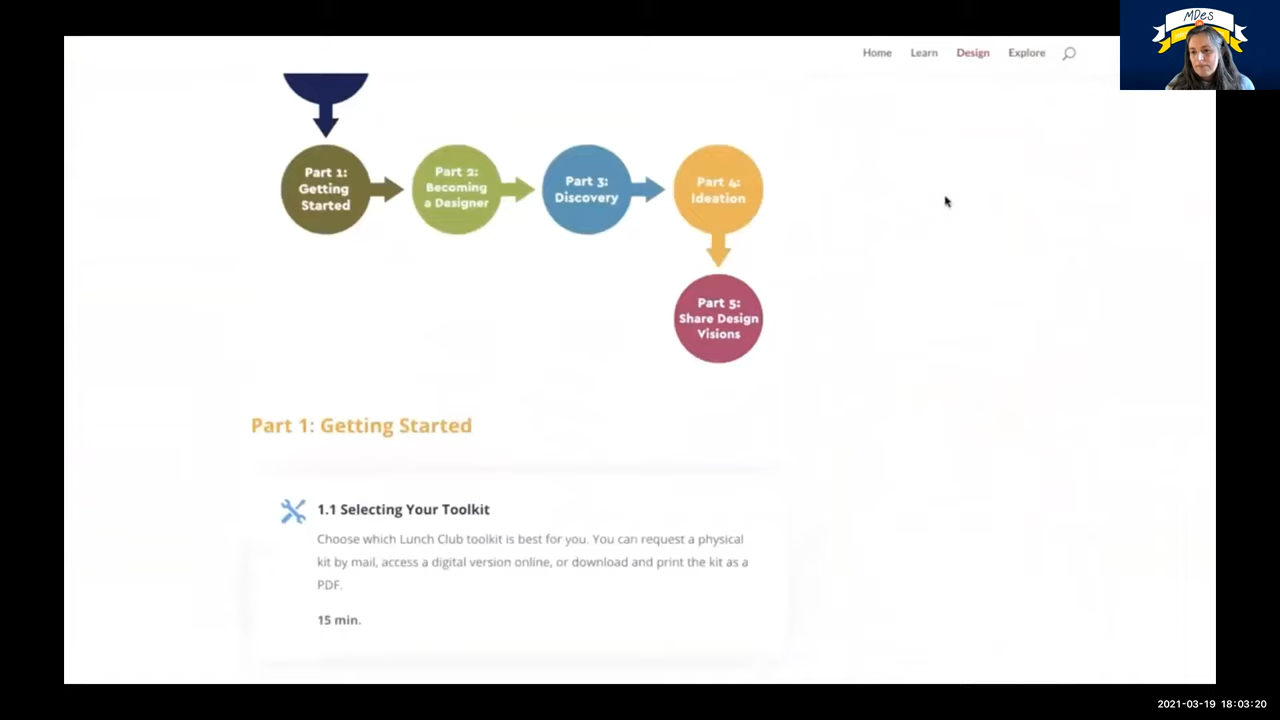 MDes
Home Learn Design Explore
Part 1:
Getting
Started
Part 2:
Becoming
a Designer
Part 3:
Discovery
Part 4:
Ideation
Part 5:
Share Design
Visions
Part 1: Getting Started
1.1 Selecting Your Toolkit
Choose which Lunch Club toolkit is best for you. You can request a physical
kit by mail, access a digital version online, or download and print the kit as a
PDF.
15 min.
2021-03-19 18:03:20